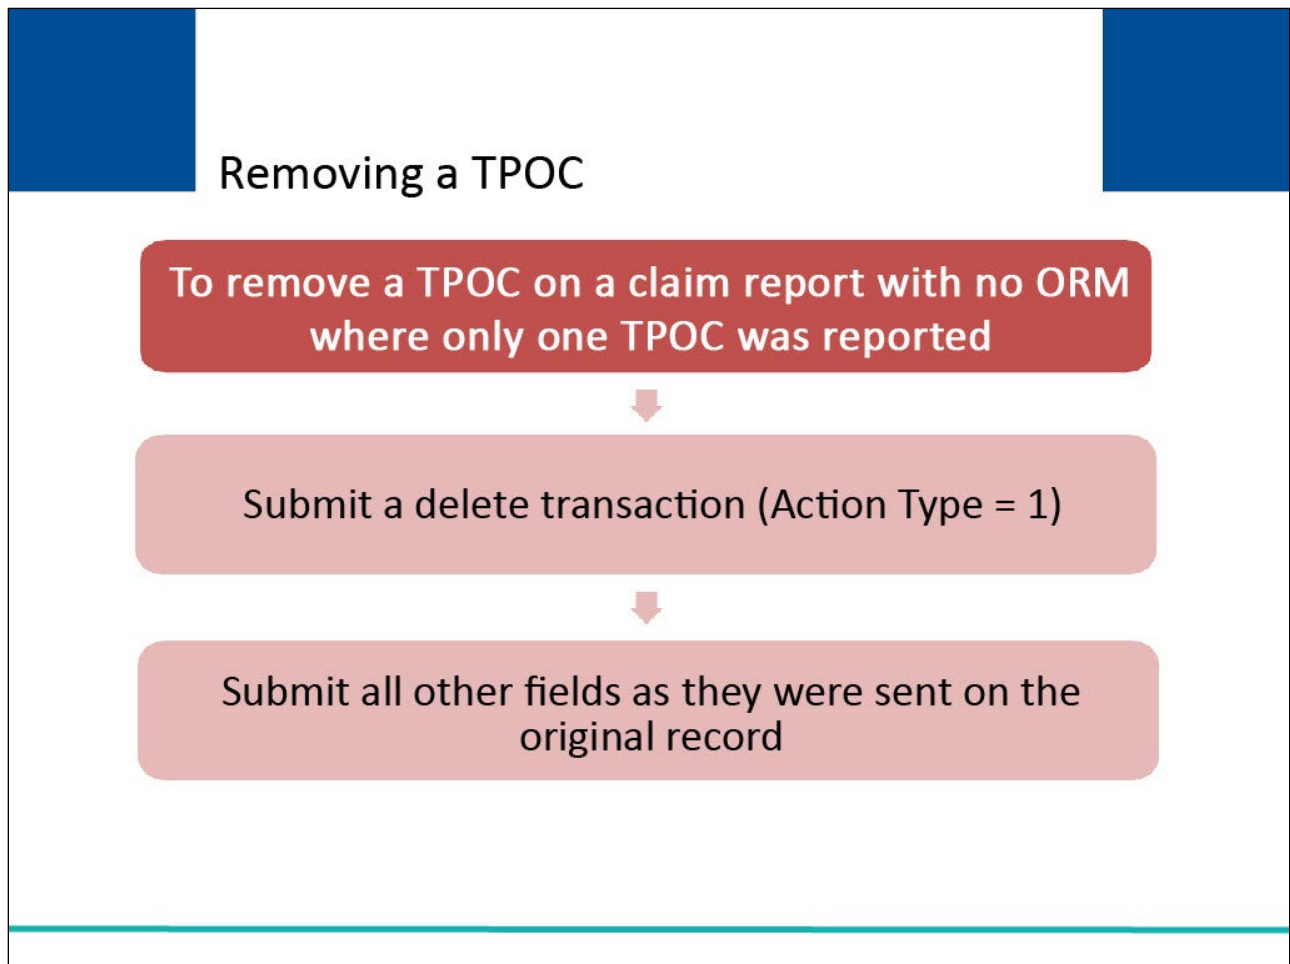 Removing a TPOC
To remove a TPOC on a claim report with no ORM
where only one TPOC was reported
Submit a delete transaction (Action Type = 1)
Submit all other fields as they were sent on the
original record